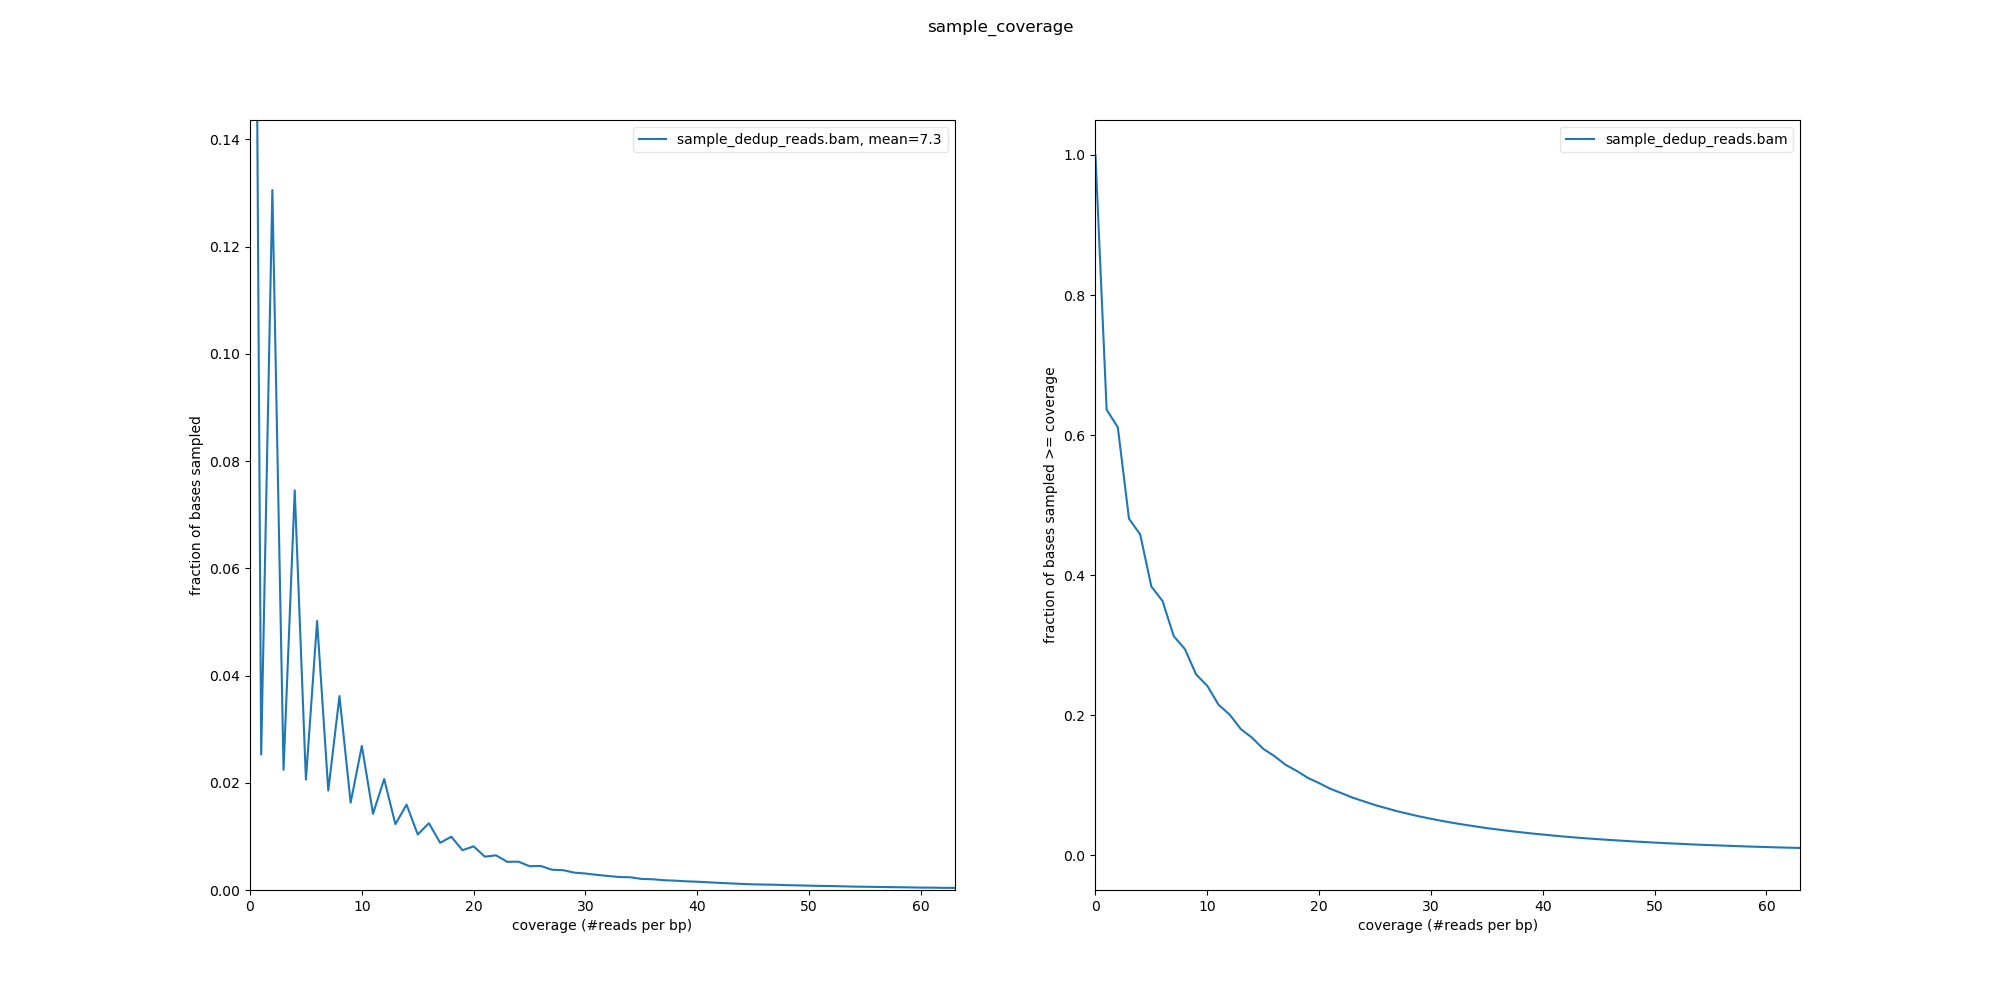 sample_coverage
sample_dedup_reads.bam, mean=7.3
0.14
0.12
0.10
0.08
0.06
0.04
0.02
0.00
fraction of bases sampled
0 10 20 30 40 50 60
coverage (#reads per bp)
sample_dedup_reads.bam
1.0
0.8
0.6
0.4
0.2
0.0
fraction of bases sampled >= coverage
0 10 20 30 40 50 60
coverage (#reads per bp)